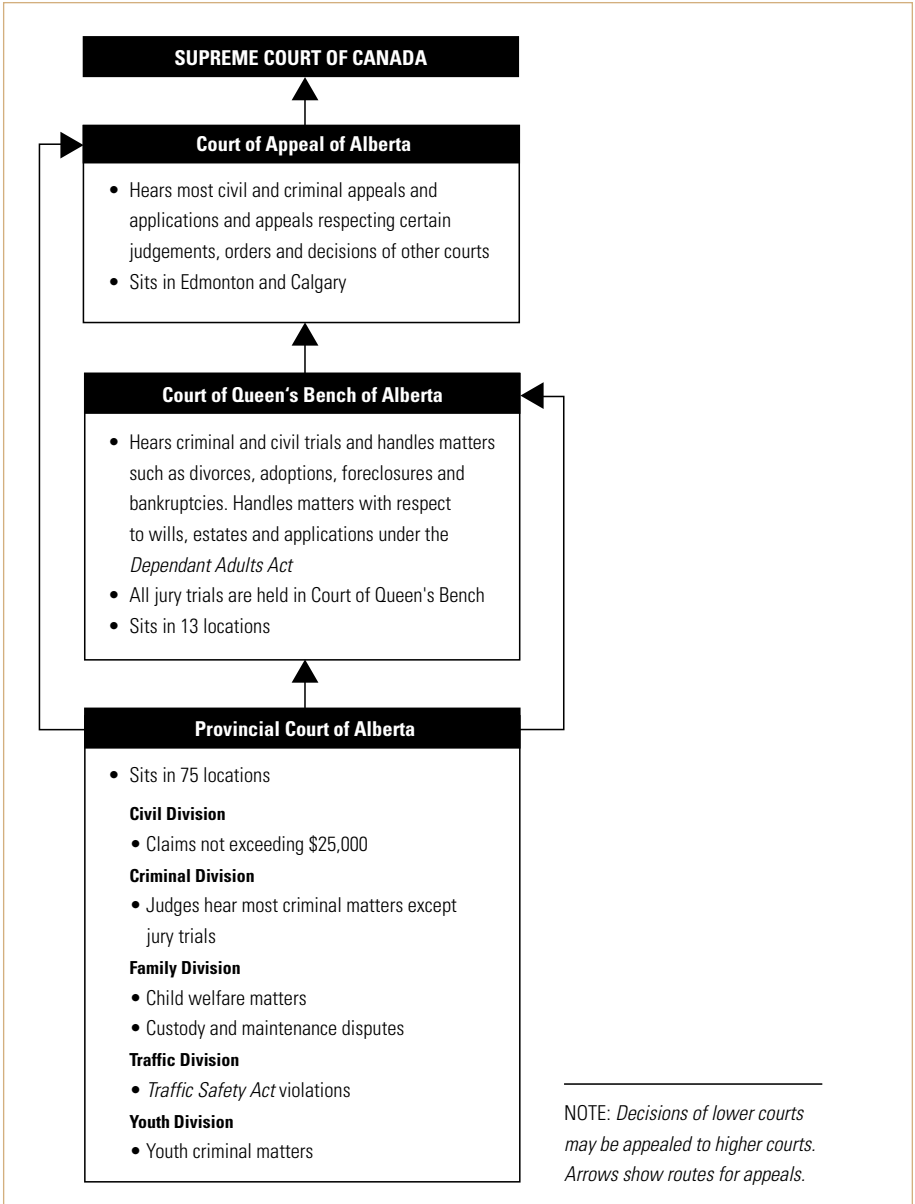 SUPREME COURT OF CANADA
Court of Appeal of Alberta
• Hears most civil and criminal appeals and
applications and appeals respecting certain
judgements, orders and decisions of other courts
• Sits in Edmonton and Calgary
Court of Queen‘s Bench of Alberta
• Hears criminal and civil trials and handles matters
such as divorces, adoptions, foreclosures and
bankruptcies. Handles matters with respect
to wills, estates and applications under the
Dependant Adults Act
• All jury trials are held in Court of Queen's Bench
• Sits in 13 locations
Provincial Court of Alberta
• Sits in 75 locations
Civil Division
• Claims not exceeding $25,000
Criminal Division
• Judges hear most criminal matters except
jury trials
Family Division
• Child welfare matters
• Custody and maintenance disputes
Traffic Division
• Traffic Safety Act violations
Youth Division
• Youth criminal matters
NOTE: Decisions of lower courts
may be appealed to higher courts.
Arrows show routes for appeals.